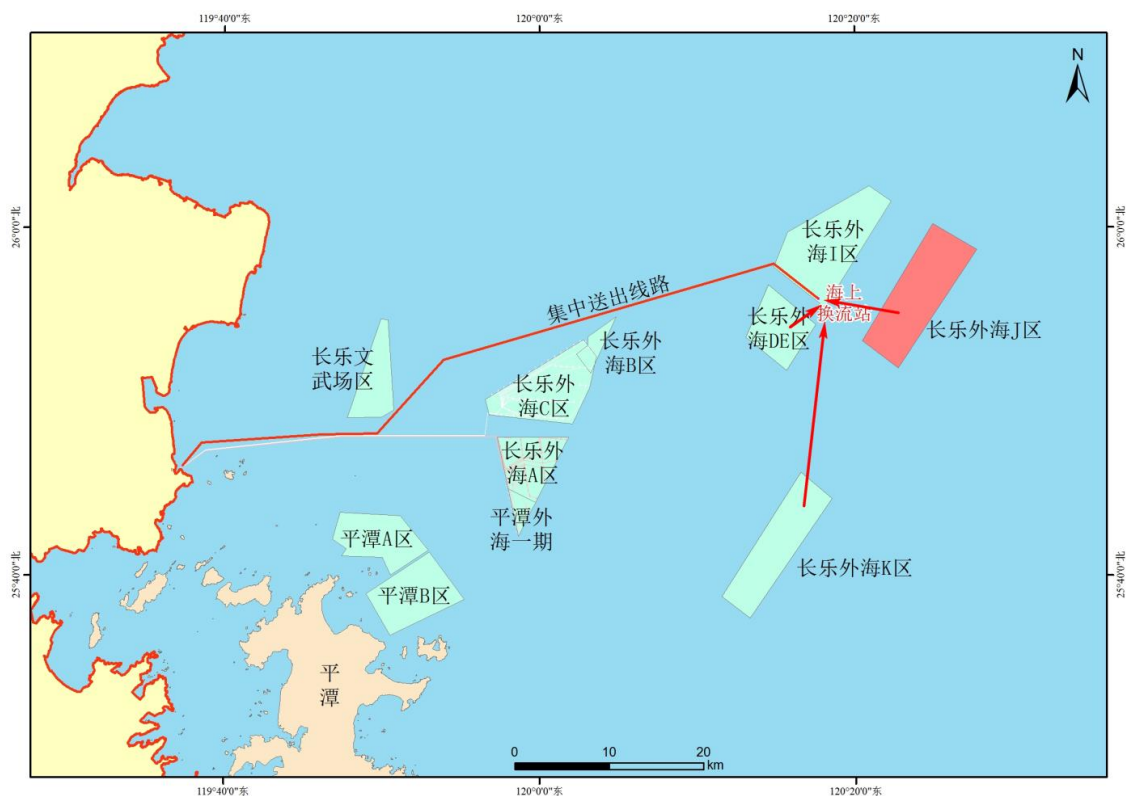 119°40'0"东
120°0'0"东
120°20'0"东
N
26°0'0"北
26°0'0"北
长乐外
海I区
海上
换流站
集中送出线路
长乐外
海DE区
长乐外海J区
长乐外
海B区
长乐文
武场区
长乐外
海C区
长乐外
海A区
平潭外
海一期
平潭A区
长乐外海K区
25°40'0"北
25°40'0"北
平潭B区
平
潭
0
10
20
km
119°40'0"东
120°0'0"东
120°20'0"东